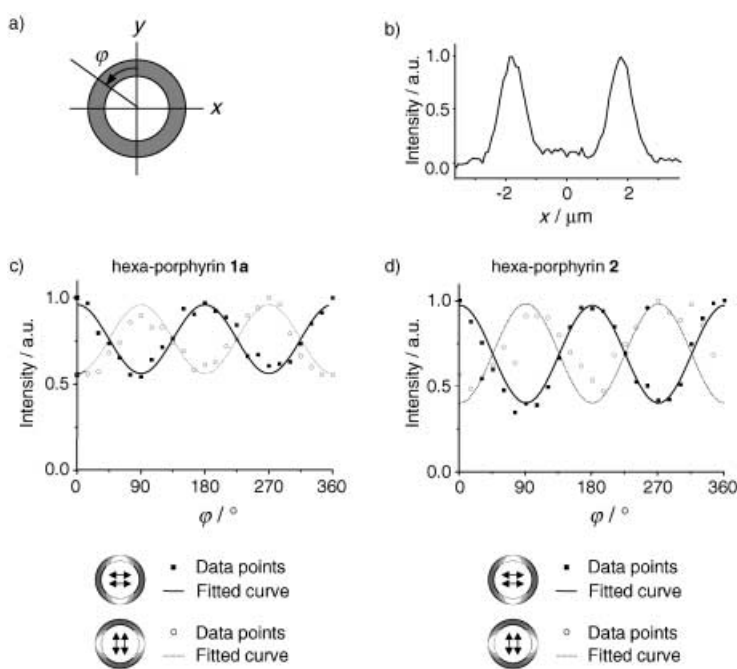 a)
y
φ
x
b)
Intensity / a.u.
1.0
0.5
0.0
-2
0
2
x / μm
c)
hexa-porphyrin 1a
Intensity / a.u.
1.0
0.5
0.0
0
90
180
270
360
φ / °
Data points
Fitted curve
Data points
Fitted curve
d)
hexa-porphyrin 2
Intensity / a.u.
1.0
0.5
0.0
0
90
180
270
360
φ / °
Data points
Fitted curve
Data points
Fitted curve